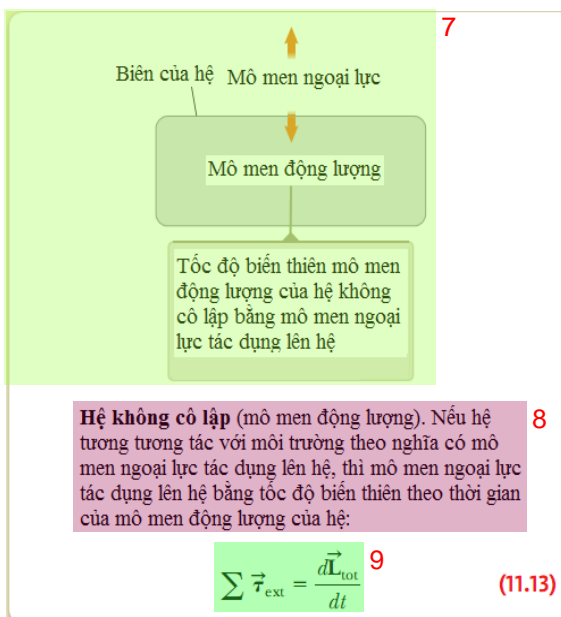 7
Biên của hệ Mô men ngoại lực
Mô men động lượng
Tốc độ biến thiên mô men
động lượng của hệ không
cô lập bằng mô men ngoại
lực tác dụng lên hệ
Hệ không cô lập (mô men động lượng). Nếu hệ
8
tương tương tác với môi trường theo nghĩa có mô
men ngoại lực tác dụng lên hệ, thì mô men ngoại lực
tác dụng lên hệ bằng tốc độ biến thiên theo thời gian
của mô men động lượng của hệ:
9
∑ τ⃗_ext = dL⃗_tot / dt (11.13)